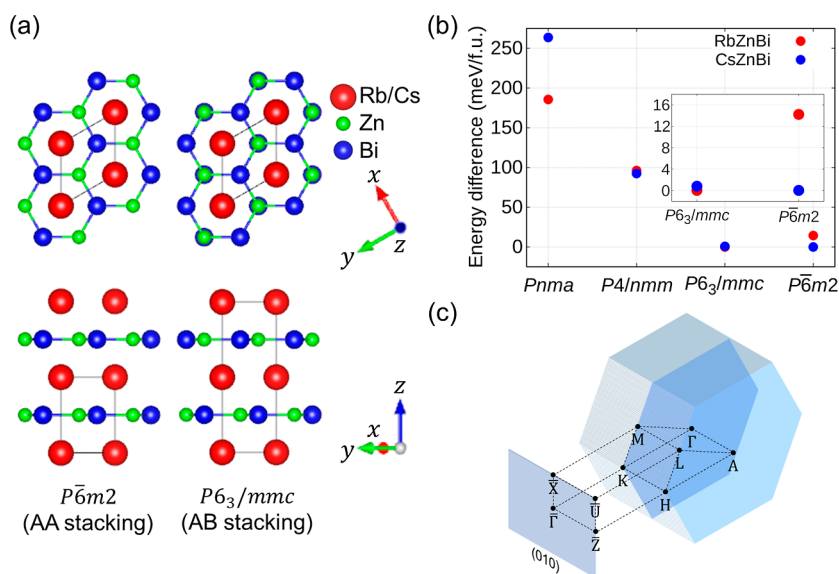 (a)
Rb/Cs
Zn
Bi
x
y
z
z
x
y
P6̅m2
(AA stacking)
P6₃/mmc
(AB stacking)
(b)
Energy difference (meV/f.u.)
250
200
150
100
50
0
RbZnBi
CsZnBi
16
12
8
4
0
P6₃/mmc
P6̅m2
Pnma
P4/nmm
P6₃/mmc
P6̅m2
(c)
M
Γ
L
A
K
H
X̅
U̅
Γ̅
Z̅
(010)